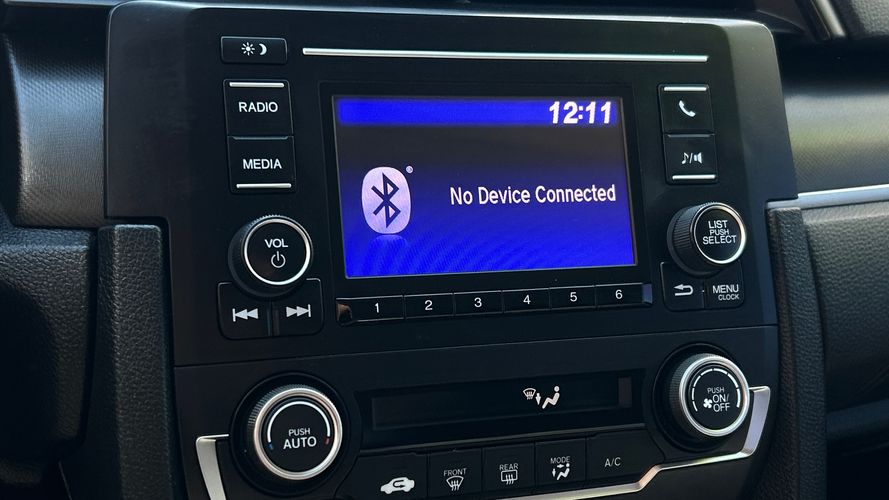 RADIO
MEDIA
VOL
12:11
®
No Device Connected
LIST
PUSH
SELECT
MENU
CLOCK
1 2 3 4 5 6
PUSH
AUTO
PUSH
ON/
OFF
FRONT
REAR
MODE
A/C